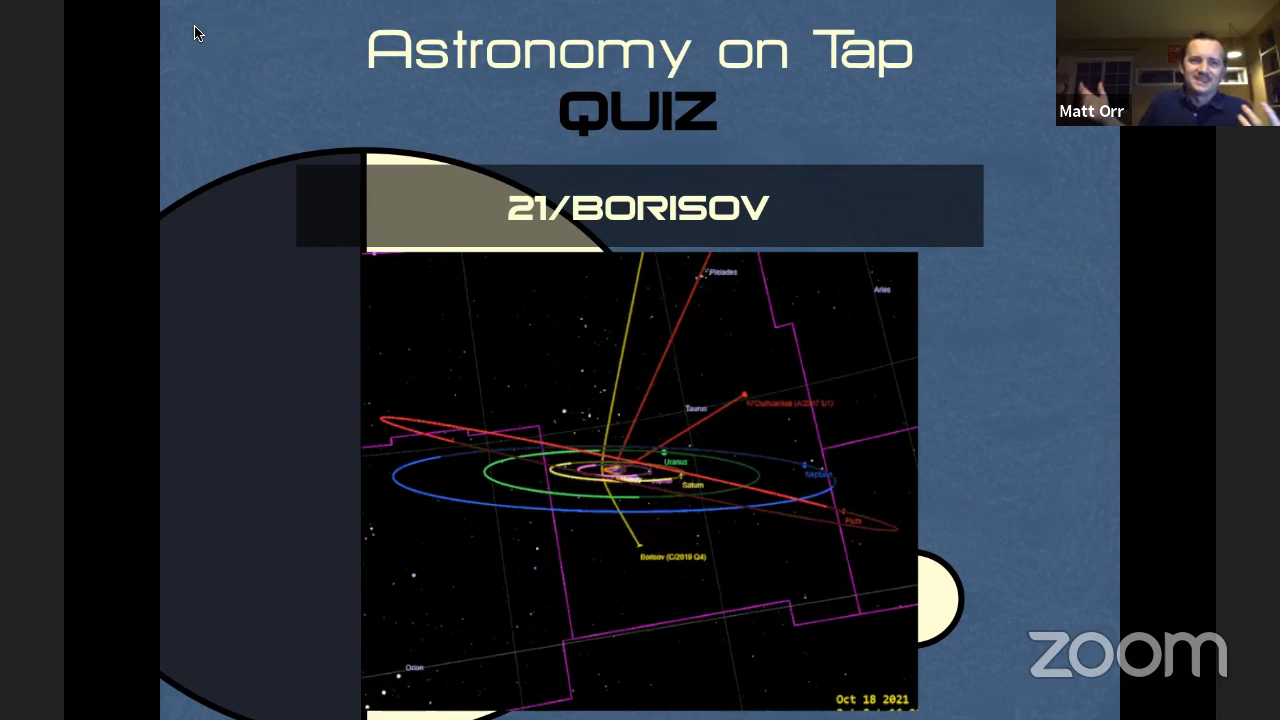 Astronomy on Tap
QUIZ
Matt Orr
21/BORISOV
Pleiades
Aries
Taurus
Uranus
Neptune
Saturn
Pluto
Borisov (C/2019 Q4)
Orion
zoom
Oct 18 2021